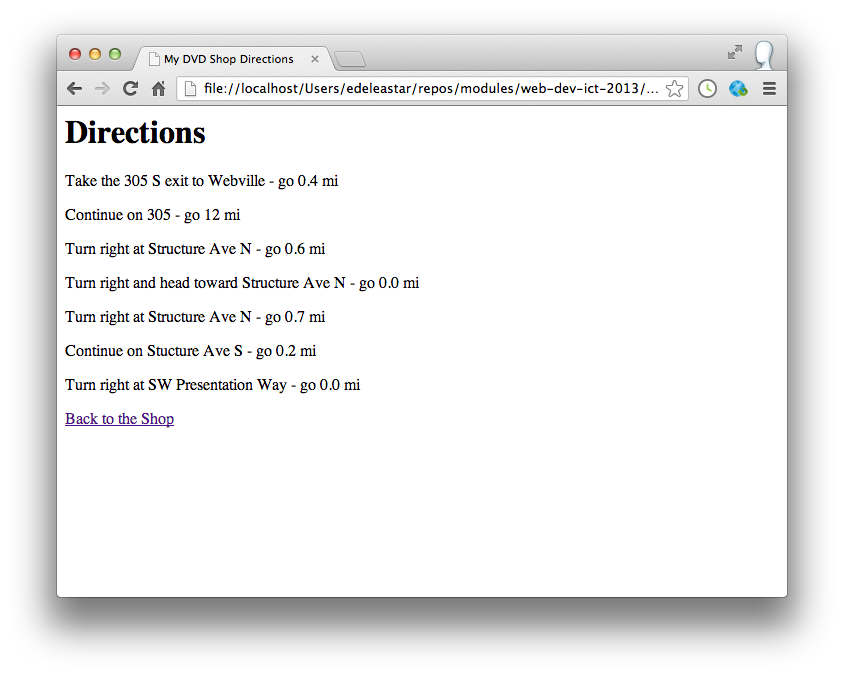 My DVD Shop Directions
file://localhost/Users/edeleastar/repos/modules/web-dev-ict-2013/...
Directions
Take the 305 S exit to Webville - go 0.4 mi
Continue on 305 - go 12 mi
Turn right at Structure Ave N - go 0.6 mi
Turn right and head toward Structure Ave N - go 0.0 mi
Turn right at Structure Ave N - go 0.7 mi
Continue on Stucture Ave S - go 0.2 mi
Turn right at SW Presentation Way - go 0.0 mi
Back to the Shop